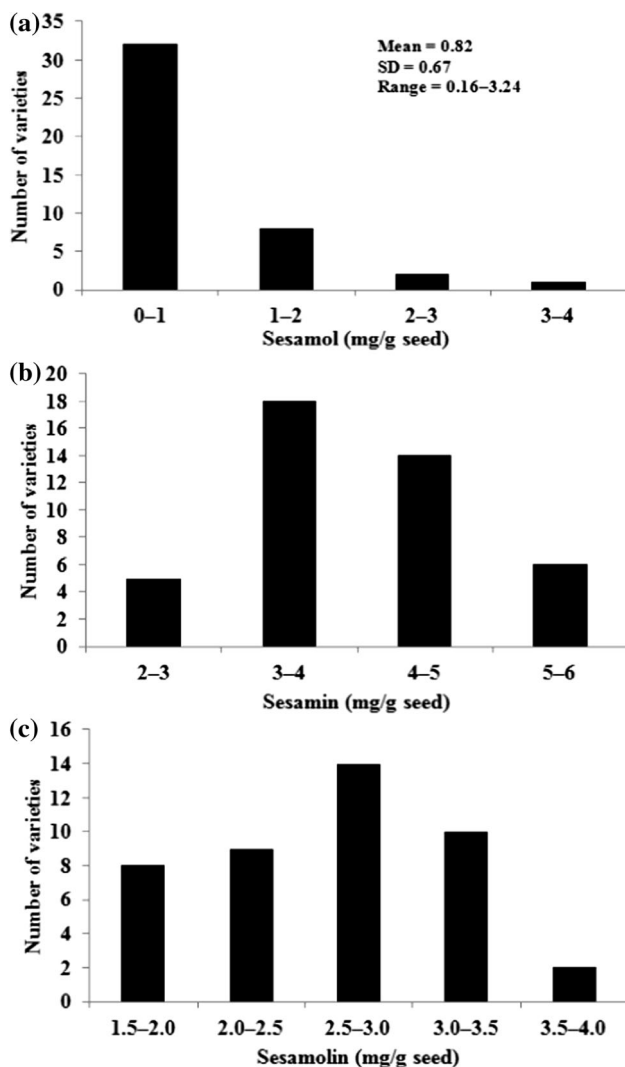 (a)
35
30
25
20
15
10
5
0
Number of varieties
Mean = 0.82
SD = 0.67
Range = 0.16–3.24
0–1 1–2 2–3 3–4
Sesamol (mg/g seed)
(b)
20
18
16
14
12
10
8
6
4
2
0
Number of varieties
2–3 3–4 4–5 5–6
Sesamin (mg/g seed)
(c)
16
14
12
10
8
6
4
2
0
Number of varieties
1.5–2.0 2.0–2.5 2.5–3.0 3.0–3.5 3.5–4.0
Sesamolin (mg/g seed)